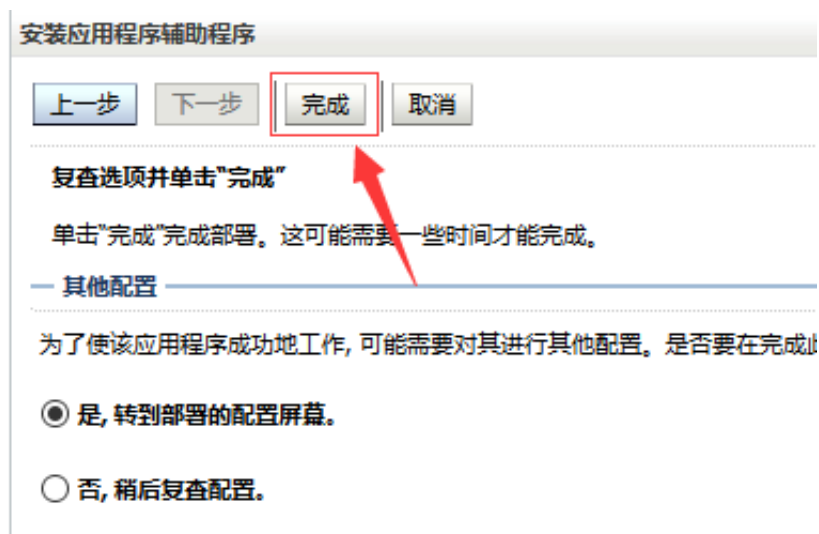 安装应用程序辅助程序
上一步 下一步 完成 取消
复查选项并单击“完成”
单击“完成”完成部署。这可能需要一些时间才能完成。
其他配置
为了使该应用程序成功地工作, 可能需要对其进行其他配置。是否要在完成
是, 转到部署的配置屏幕。
否, 稍后复查配置。